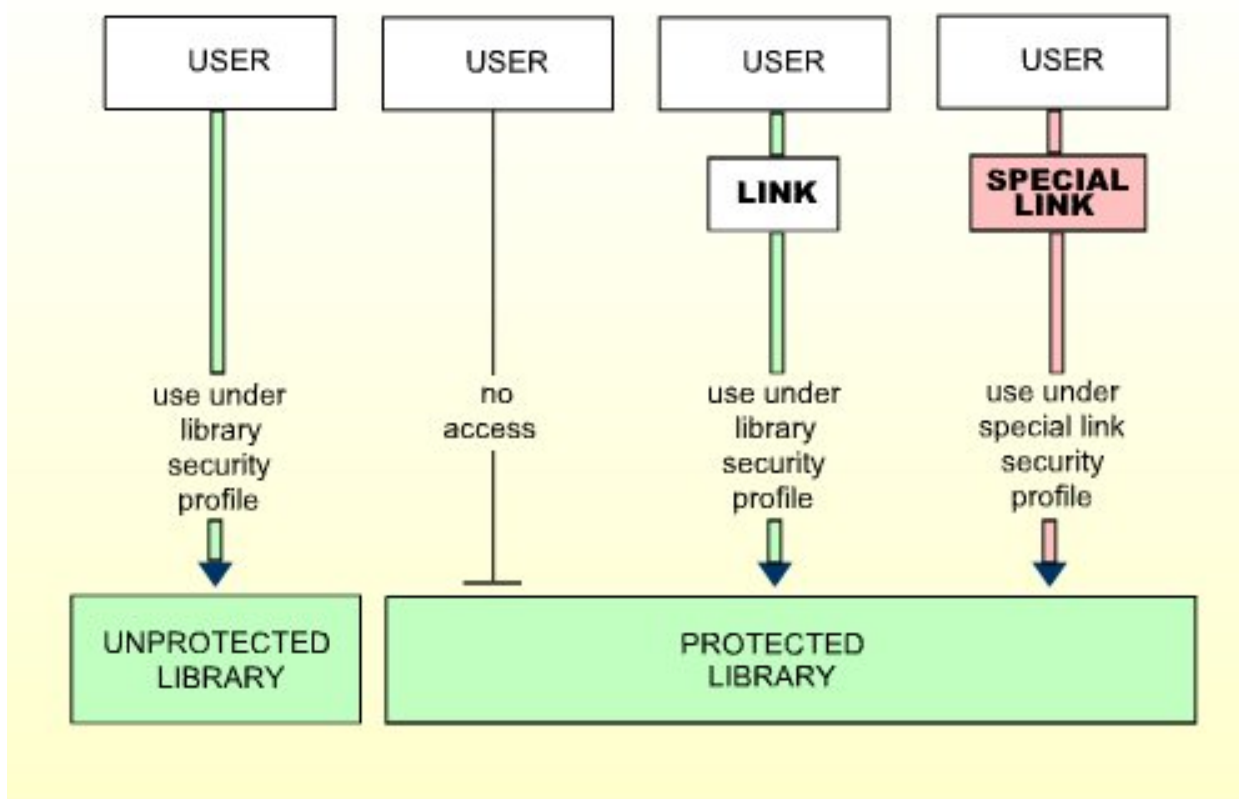 USER
USER
USER
USER
LINK
SPECIAL
LINK
use under
library
security
profile
no
access
use under
library
security
profile
use under
special link
security
profile
UNPROTECTED
LIBRARY
PROTECTED
LIBRARY